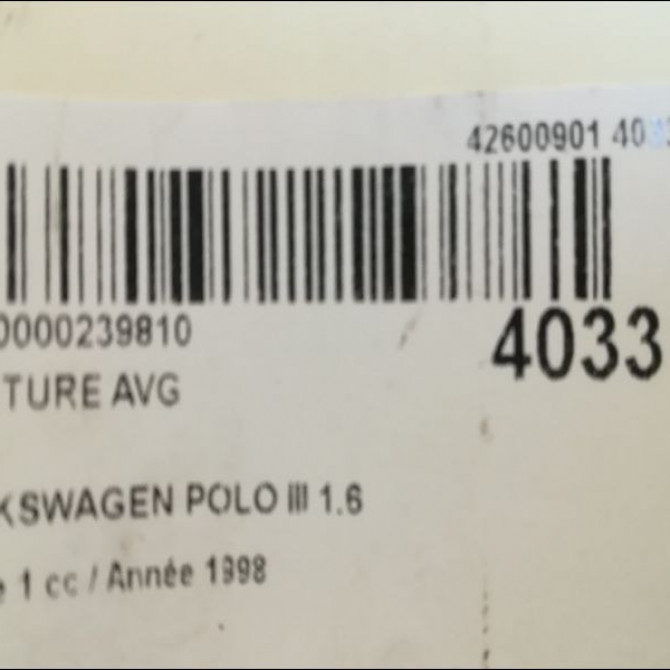 42600901 40
0000239810
4033
TURE AVG
KSWAGEN POLO III 1.6
e 1 cc / Année 1998